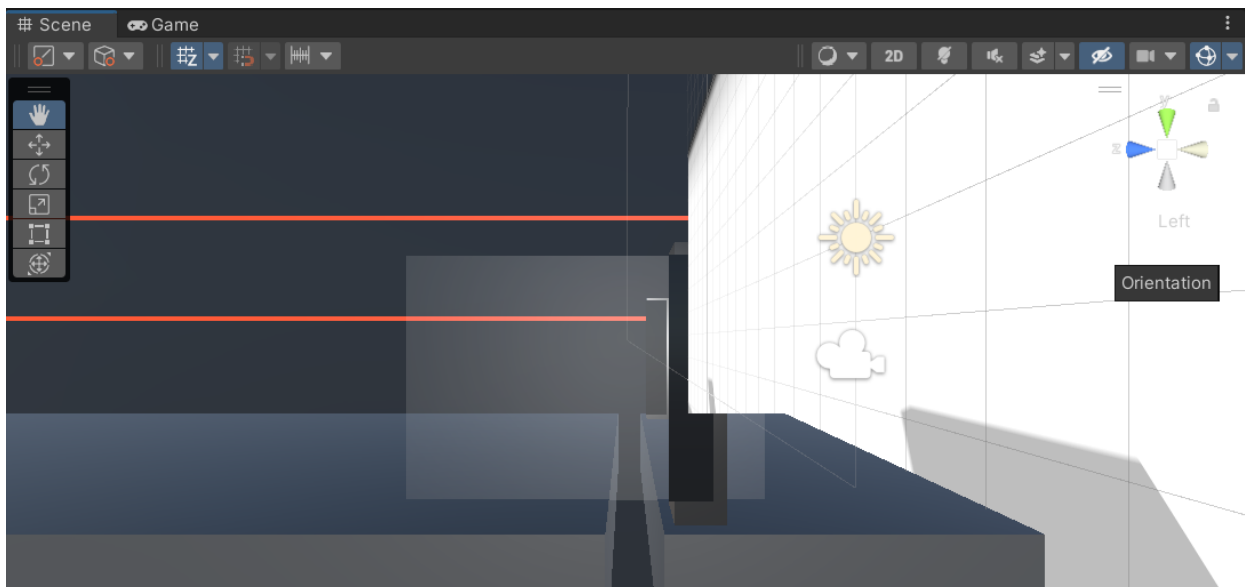 Scene Game
Z 2D
y
z
Left
Orientation